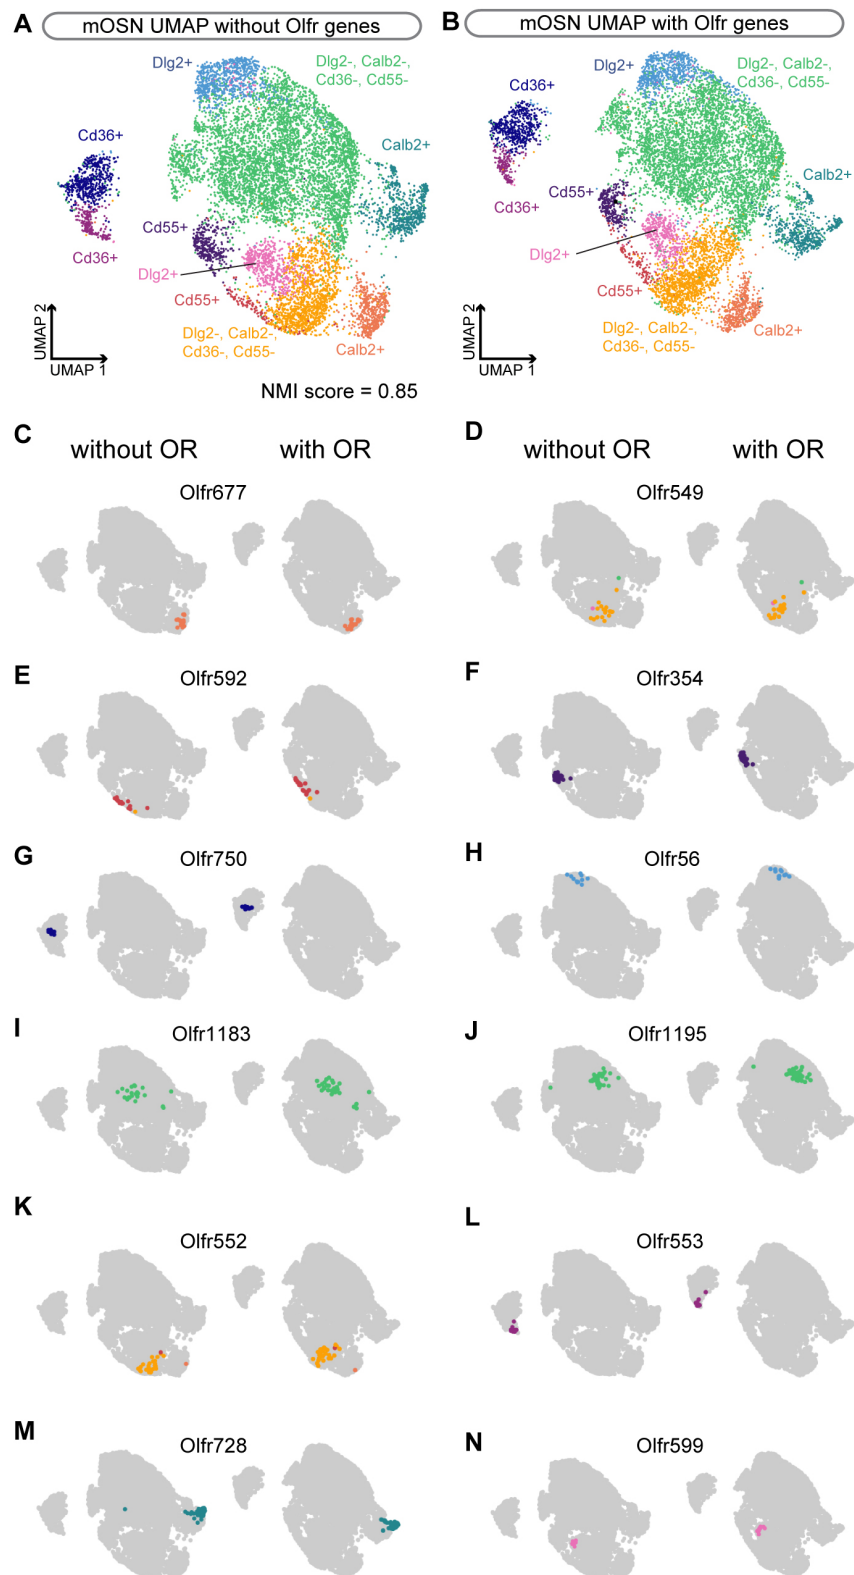 A
mOSN UMAP without Olfr genes
Dlg2+
Dlg2-, Calb2-,
Cd36-, Cd55-
Cd36+
Calb2+
Cd55+
Cd36+
Dlg2+
Cd55+
Dlg2-, Calb2-,
Cd36-, Cd55-
Calb2+
UMAP 2
UMAP 1
NMI score = 0.85
B
mOSN UMAP with Olfr genes
Dlg2+
Dlg2-, Calb2-,
Cd36-, Cd55-
Cd36+
Calb2+
Cd55+
Cd36+
Dlg2+
Cd55+
Dlg2-, Calb2-,
Cd36-, Cd55-
Calb2+
UMAP 2
UMAP 1
C
without OR with OR
Olfr677
D
without OR with OR
Olfr549
E
Olfr592
F
Olfr354
G
Olfr750
H
Olfr56
I
Olfr1183
J
Olfr1195
K
Olfr552
L
Olfr553
M
Olfr728
N
Olfr599